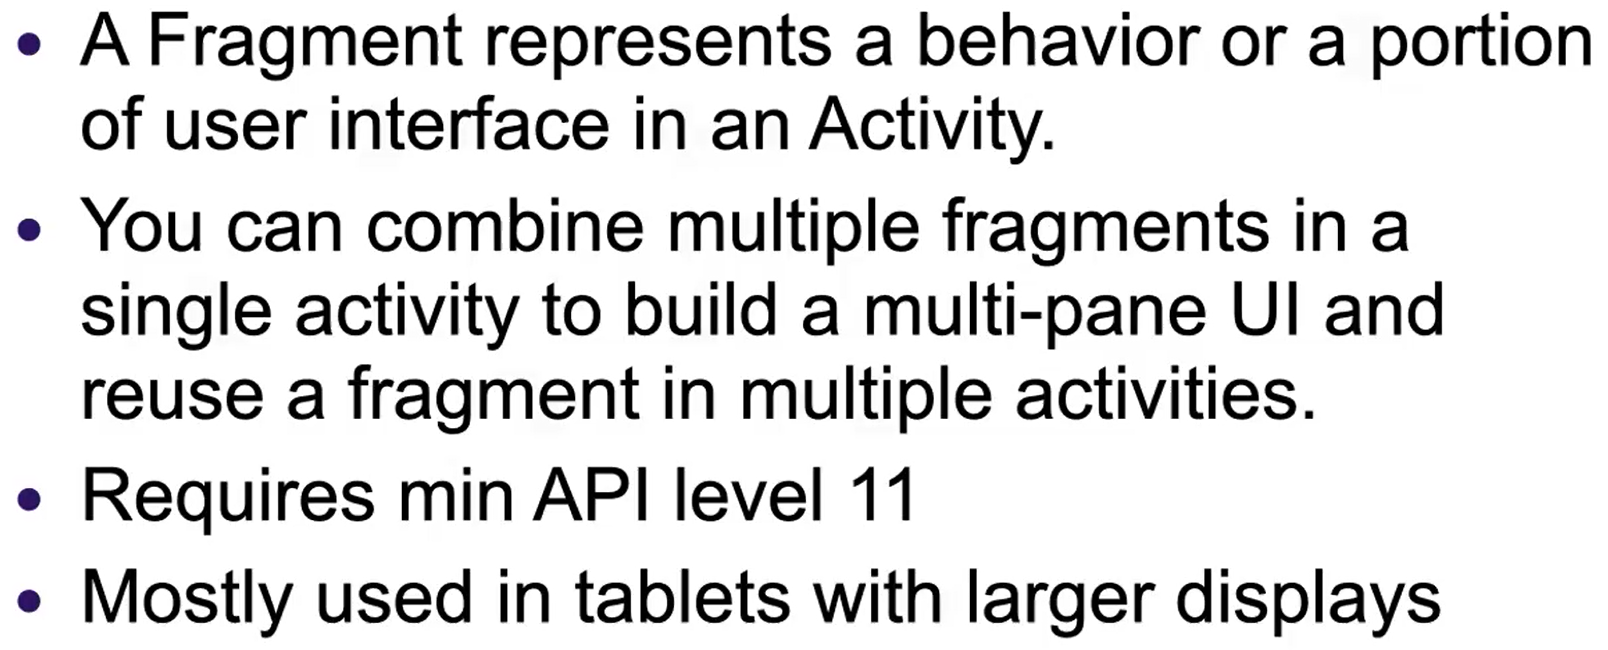 • A Fragment represents a behavior or a portion
of user interface in an Activity.
• You can combine multiple fragments in a
single activity to build a multi-pane UI and
reuse a fragment in multiple activities.
• Requires min API level 11
• Mostly used in tablets with larger displays